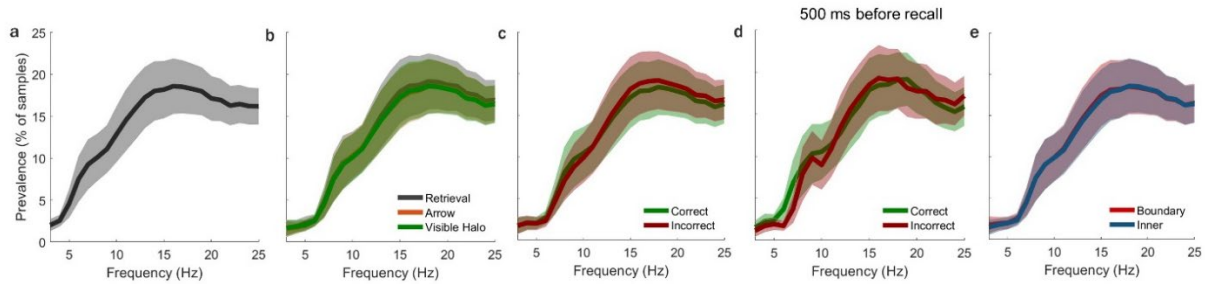 500 ms before recall
a
b
c
d
e
Prevalence (% of samples)
25
20
15
10
5
0
5 10 15 20 25
Frequency (Hz)
Retrieval
Arrow
Visible Halo
5 10 15 20 25
Frequency (Hz)
Correct
Incorrect
5 10 15 20 25
Frequency (Hz)
Correct
Incorrect
5 10 15 20 25
Frequency (Hz)
Boundary
Inner
5 10 15 20 25
Frequency (Hz)